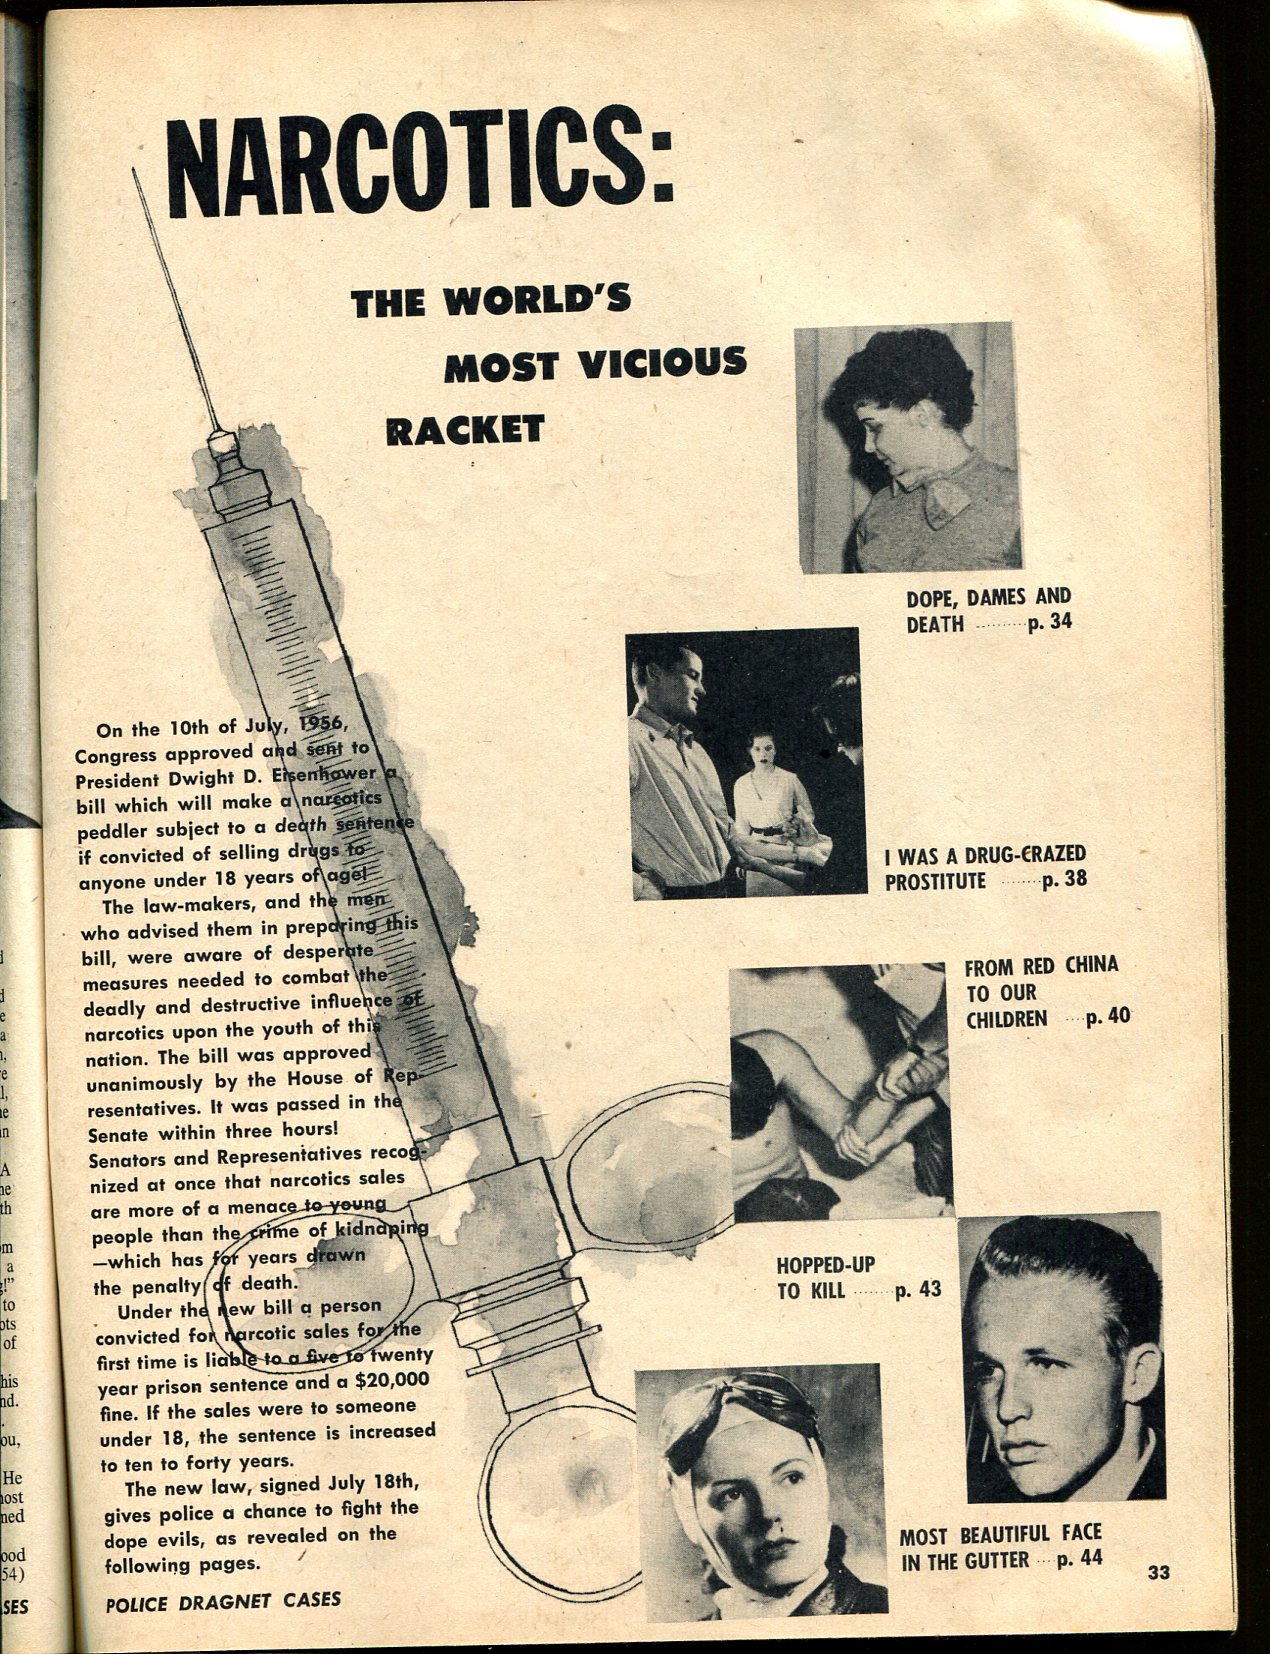 NARCOTICS:
THE WORLD'S
MOST VICIOUS
RACKET
On the 10th of July, 1956,
Congress approved and sent to
President Dwight D. Eisenhower a
bill which will make a narcotics
peddler subject to a death sentence
if convicted of selling drugs to
anyone under 18 years of age!
The law-makers, and the men
who advised them in preparing this
bill, were aware of desperate
measures needed to combat the
deadly and destructive influence of
narcotics upon the youth of this
nation. The bill was approved
unanimously by the House of Rep-
resentatives. It was passed in the
Senate within three hours!
Senators and Representatives recog-
nized at once that narcotics sales
are more of a menace to young
people than the crime of kidnaping
—which has for years drawn
the penalty of death.
Under the new bill a person
convicted for narcotic sales for the
first time is liable to a five to twenty
year prison sentence and a $20,000
fine. If the sales were to someone
under 18, the sentence is increased
to ten to forty years.
The new law, signed July 18th,
gives police a chance to fight the
dope evils, as revealed on the
following pages.
POLICE DRAGNET CASES
DOPE, DAMES AND
DEATH ---------- p. 34
I WAS A DRUG-CRAZED
PROSTITUTE ········ p. 38
FROM RED CHINA
TO OUR
CHILDREN ···· p. 40
HOPPED-UP
TO KILL ········ p. 43
MOST BEAUTIFUL FACE
IN THE GUTTER ···· p. 44
33